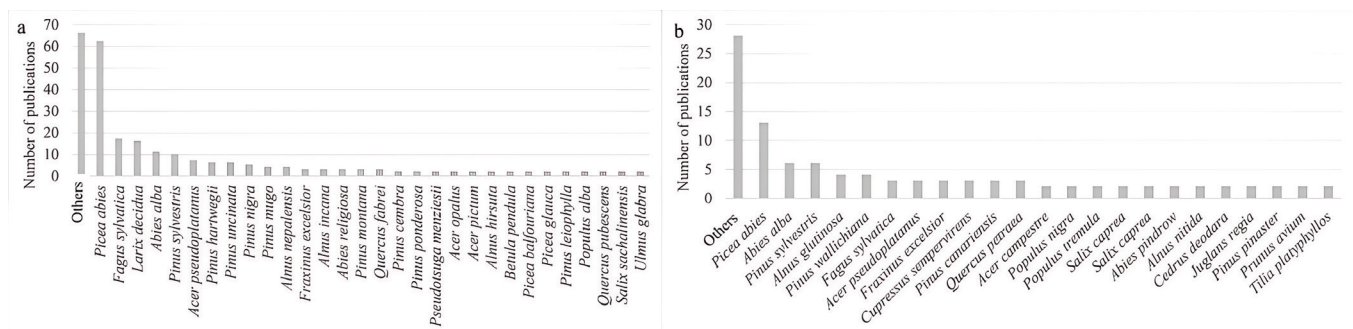 a
Number of publications
70
60
50
40
30
20
10
0
Others
Picea abies
Fagus sylvatica
Larix decidua
Abies alba
Pinus sylvestris
Acer pseudoplatanus
Pinus hartwegii
Pinus uncinata
Pinus nigra
Pinus mugo
Alnus nepalensis
Fraxinus excelsior
Alnus incana
Abies religiosa
Pinus montana
Quercus fabrei
Pinus cembra
Pinus ponderosa
Pseudosuga menziesii
Acer opalus
Acer pictum
Alnus hirsuta
Betula pendula
Picea balforiana
Picea glauca
Pinus leiophylla
Populus alba
Quercus pubescens
Salix sachalinensis
Ulmus glabra
b
Number of publications
30
25
20
15
10
5
0
Others
Picea abies
Abies alba
Pinus sylvestris
Alnus glutinosa
Pinus wallichiana
Fagus sylvatica
Acer pseudoplatanus
Fraxinus excelsior
Cupressus sempervirens
Pinus canariensis
Quercus perraea
Acer campestre
Populus nigra
Populus tremula
Salix caprea
Salix caprea
Abies pindrow
Alnus nitida
Cedrus deodara
Juglans regia
Pinus pinaster
Prunus avium
Tilia platyphyllos